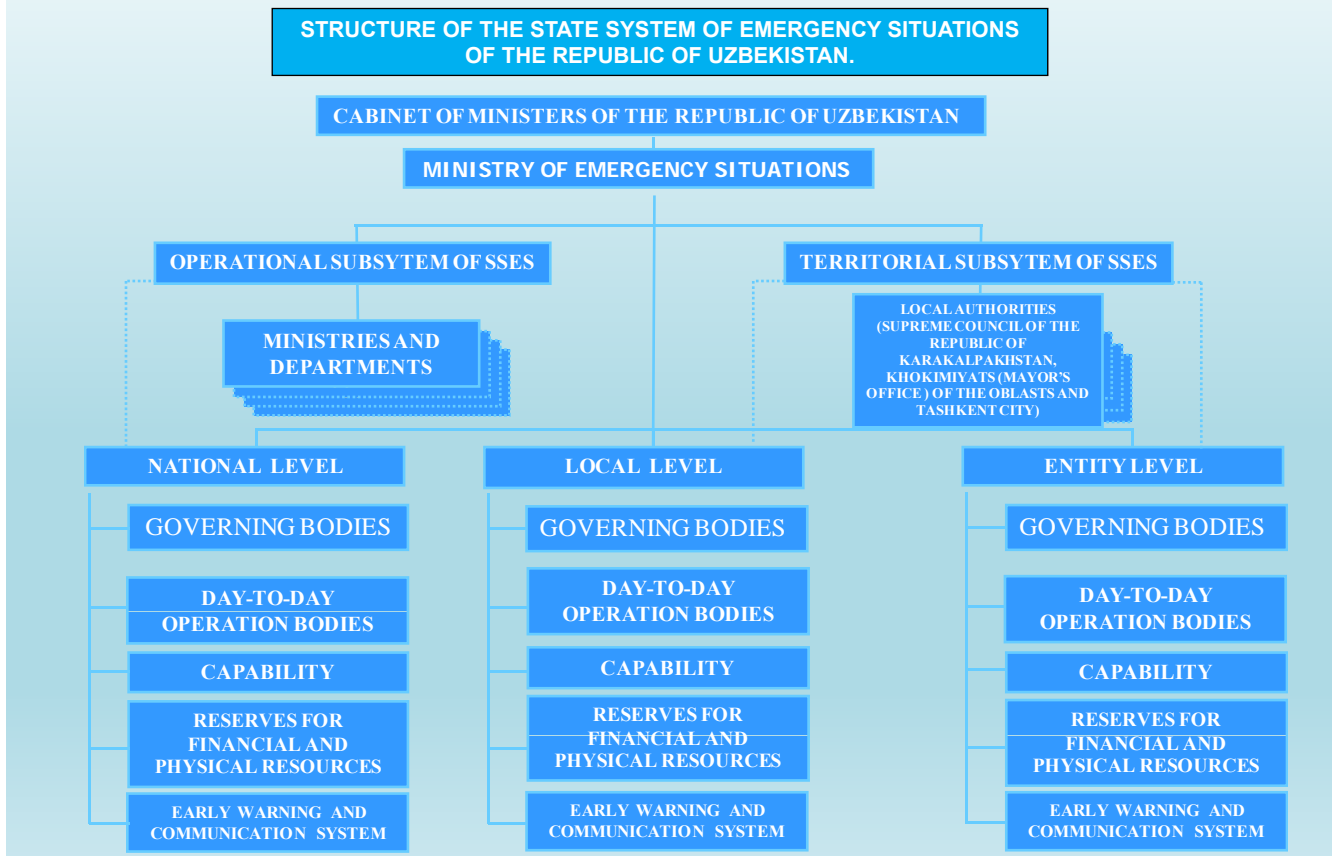 STRUCTURE OF THE STATE SYSTEM OF EMERGENCY SITUATIONS
OF THE REPUBLIC OF UZBEKISTAN.
CABINET OF MINISTERS OF THE REPUBLIC OF UZBEKISTAN
MINISTRY OF EMERGENCY SITUATIONS
OPERATIONAL SUBSYTEM OF SSES
TERRITORIAL SUBSYTEM OF SSES
MINISTRIES AND
DEPARTMENTS
LOCAL AUTHORITIES
(SUPREME COUNCIL OF THE
REPUBLIC OF
KARAKALPAKHSTAN,
KHOKIMIYATS (MAYOR'S
OFFICE ) OF THE OBLASTS AND
TASHKENT CITY)
NATIONAL LEVEL
GOVERNING BODIES
DAY-TO-DAY
OPERATION BODIES
CAPABILITY
RESERVES FOR
FINANCIAL AND
PHYSICAL RESOURCES
EARLY WARNING AND
COMMUNICATION SYSTEM
LOCAL LEVEL
GOVERNING BODIES
DAY-TO-DAY
OPERATION BODIES
CAPABILITY
RESERVES FOR
FINANCIAL AND
PHYSICAL RESOURCES
EARLY WARNING AND
COMMUNICATION SYSTEM
ENTITY LEVEL
GOVERNING BODIES
DAY-TO-DAY
OPERATION BODIES
CAPABILITY
RESERVES FOR
FINANCIAL AND
PHYSICAL RESOURCES
EARLY WARNING AND
COMMUNICATION SYSTEM